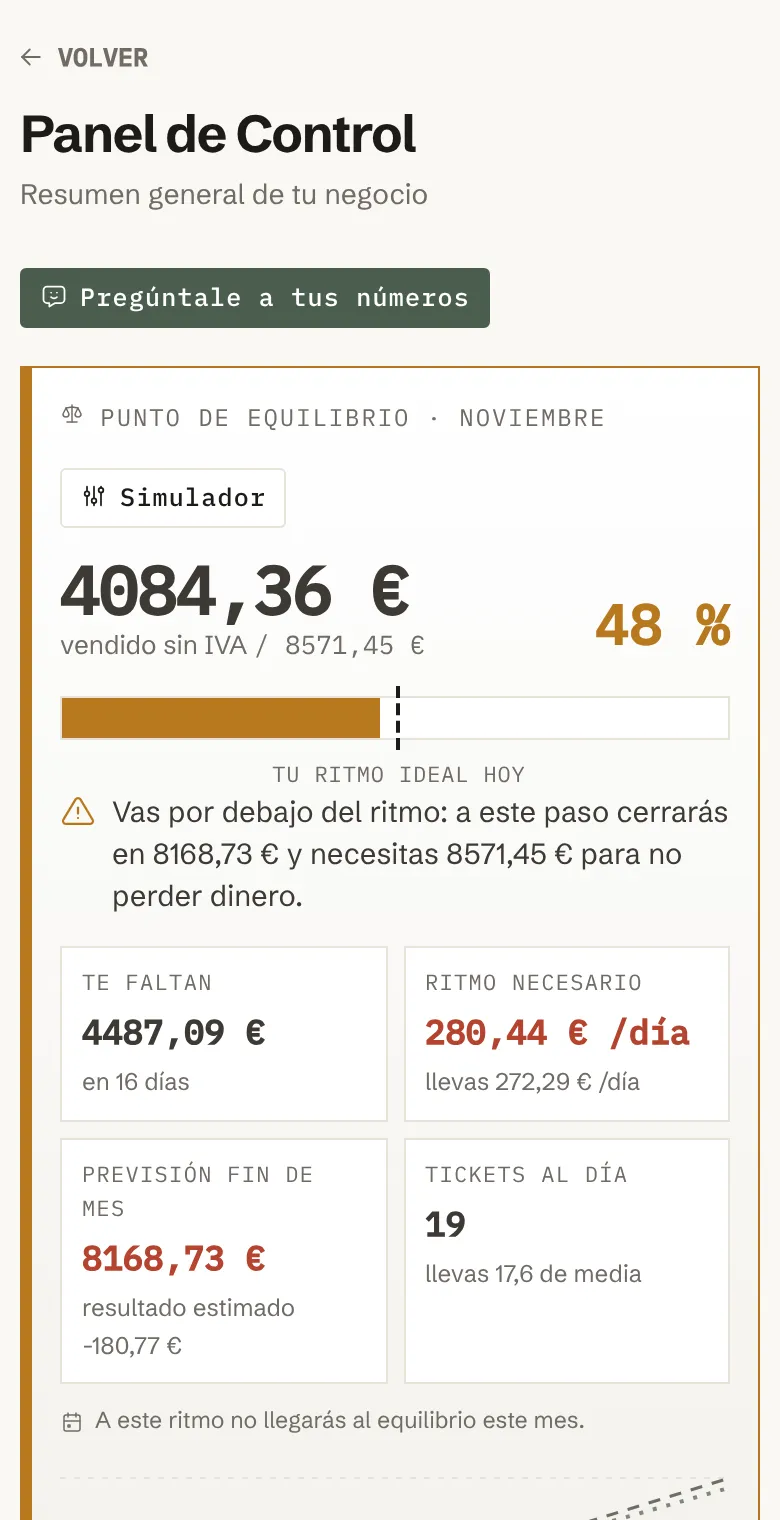 ← VOLVER
Panel de Control
Resumen general de tu negocio
Pregúntale a tus números
PUNTO DE EQUILIBRIO · NOVIEMBRE
Simulador
4084,36 €
48 %
vendido sin IVA / 8571,45 €
TU RITMO IDEAL HOY
Vas por debajo del ritmo: a este paso cerrarás
en 8168,73 € y necesitas 8571,45 € para no
perder dinero.
TE FALTAN
4487,09 €
en 16 días
RITMO NECESARIO
280,44 € /día
llevas 272,29 € /día
PREVISIÓN FIN DE
MES
8168,73 €
resultado estimado
-180,77 €
TICKETS AL DÍA
19
llevas 17,6 de media
A este ritmo no llegarás al equilibrio este mes.